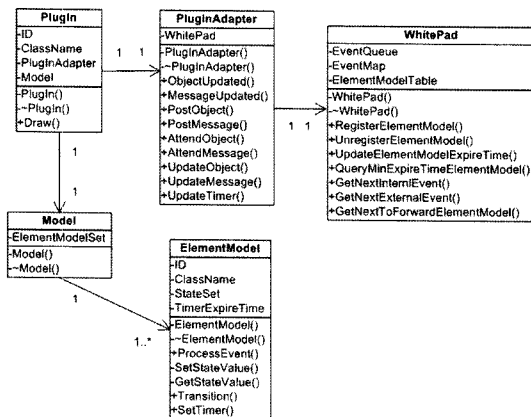 PlugIn
-ID
-ClassName
-PlugInAdapter
-Model
-PlugIn()
-~PlugIn()
+Draw()
1
1
PlugInAdapter
-WhitePad
-PlugInAdapter()
-~PlugInAdapter()
+ObjectUpdated()
+MessageUpdated()
+PostObject()
+PostMessage()
+AttendObject()
+AttendMessage()
+UpdateObject()
+UpdateMessage()
+UpdateTimer()
1
1
WhitePad
-EventQueue
-EventMap
-ElementModelTable
-WhitePad()
-~WhitePad()
+RegisterElementModel()
+UnregisterElementModel()
+UpdateElementModelExpireTime()
+QueryMinExpireTimeElementModel()
+GetNextInternlEvent()
+GetNextExternalEvent()
+GetNextToForwardElementModel()
1
1
Model
-ElementModelSet
-Model()
-~Model()
1
1..*
ElementModel
-ID
-ClassName
-StateSet
-TimerExpireTime
-ElementModel()
-~ElementModel()
+ProcessEvent()
-SetStateValue()
-GetStateValue()
+Transition()
+SetTimer()